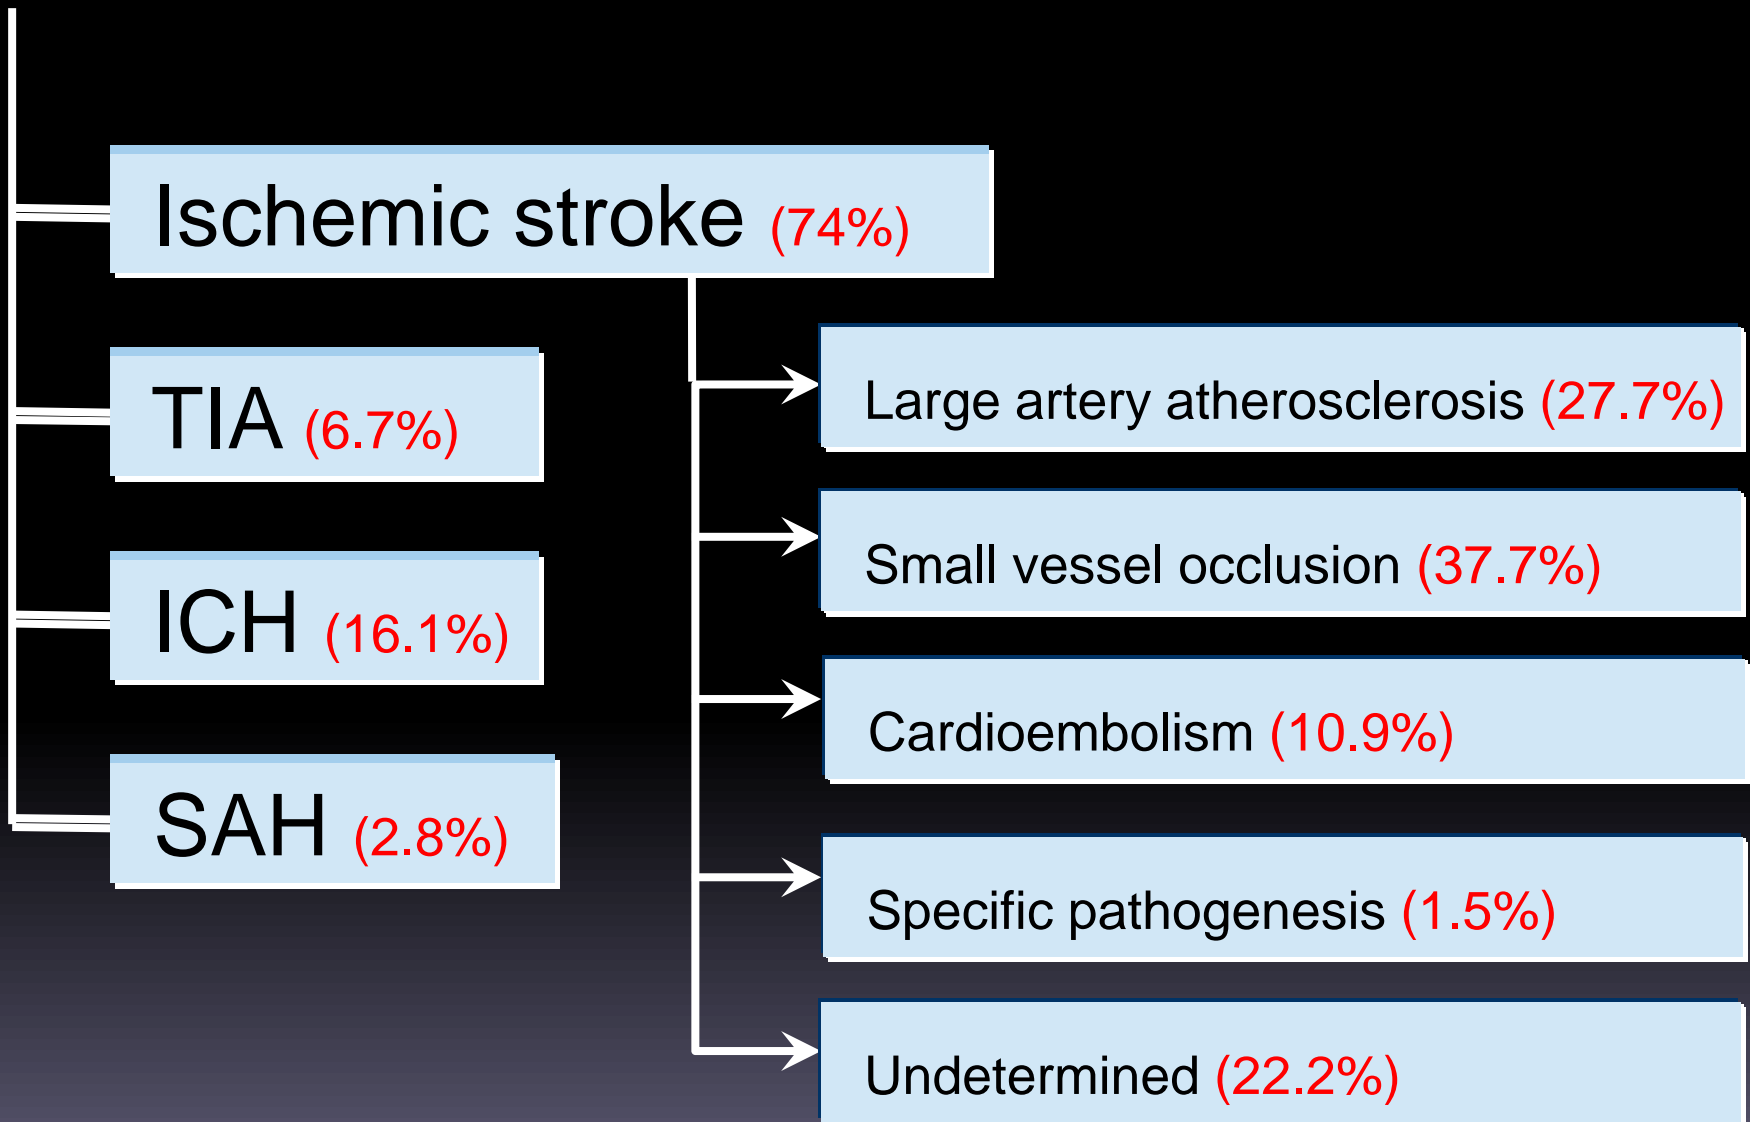 Ischemic stroke (74%)
TIA (6.7%)
ICH (16.1%)
SAH (2.8%)
Large artery atherosclerosis (27.7%)
Small vessel occlusion (37.7%)
Cardioembolism (10.9%)
Specific pathogenesis (1.5%)
Undetermined (22.2%)